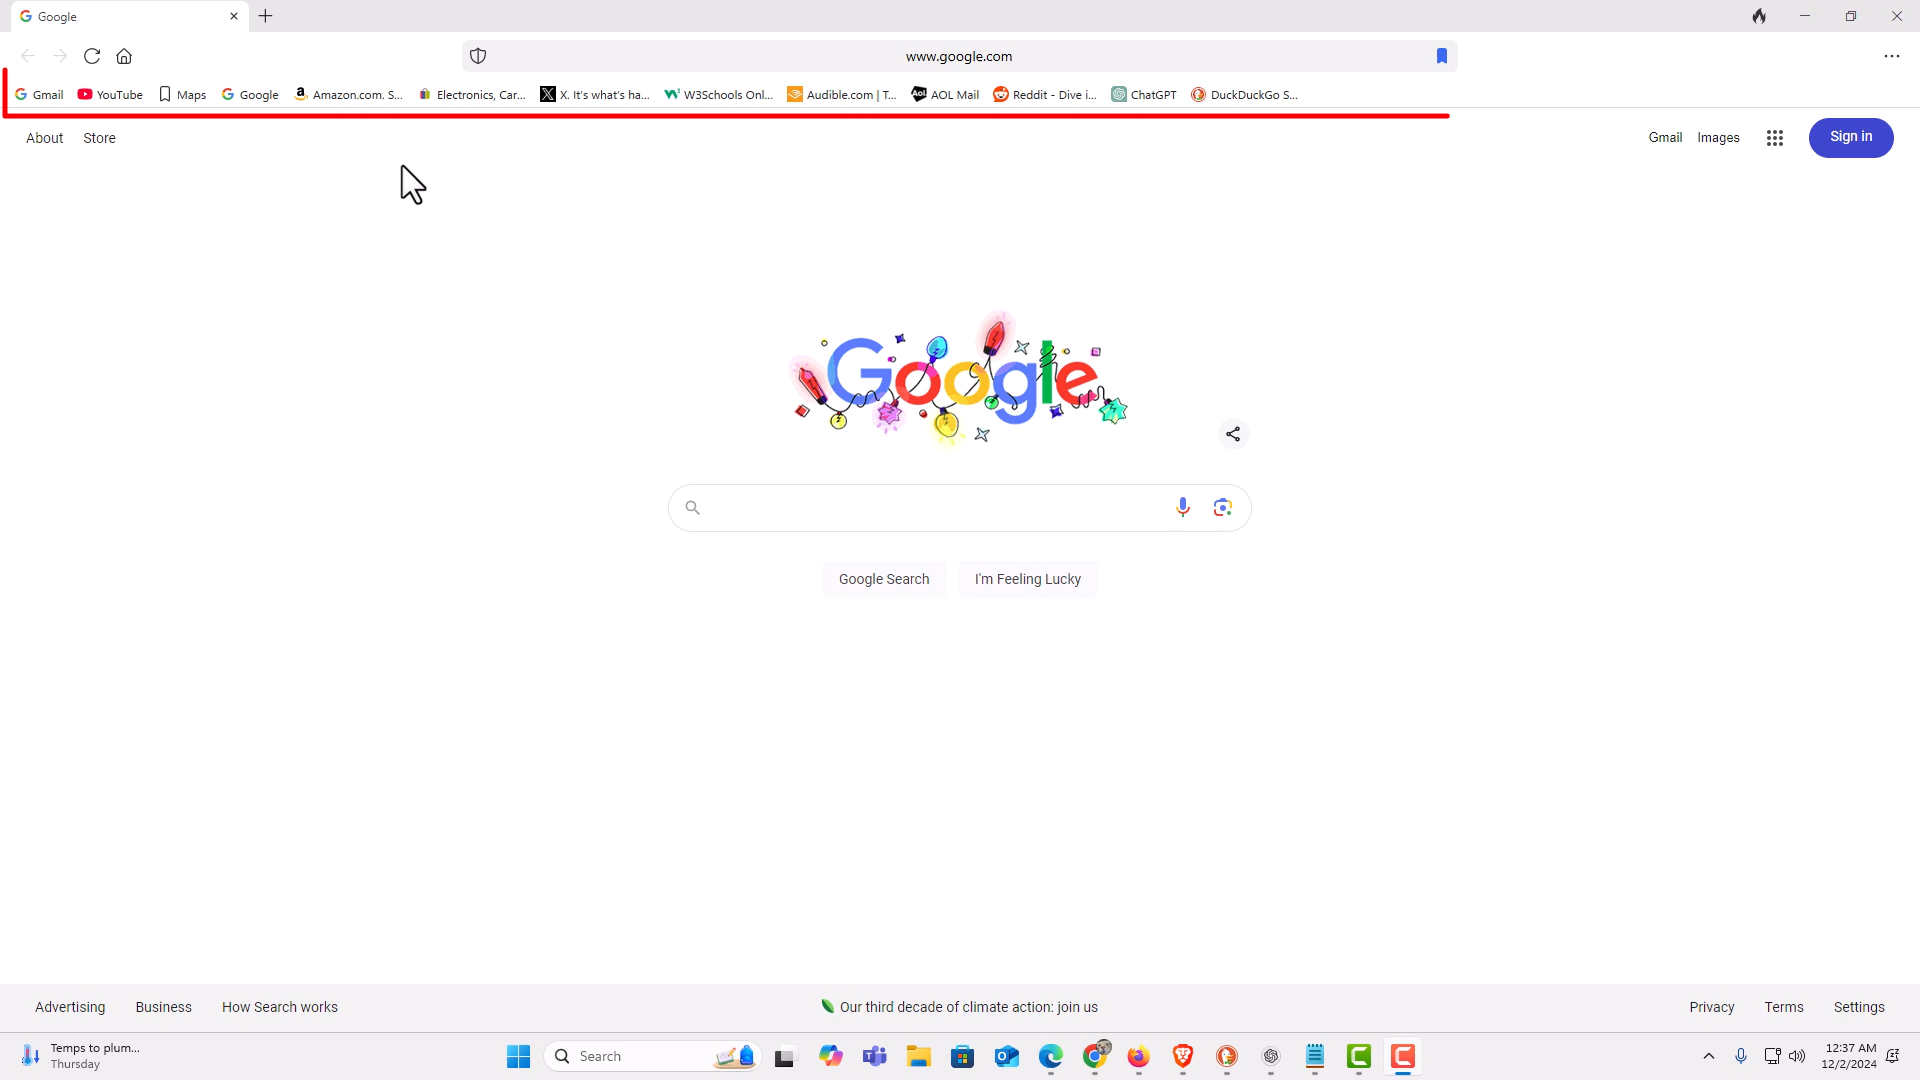 Google
www.google.com
Gmail YouTube Maps Google Amazon.com. S... Electronics, Car... X. It's what's ha... W3Schools Onl... Audible.com | T... AOL Mail Reddit - Dive i... ChatGPT DuckDuckGo S...
About Store Gmail Images Sign in
Google
Google Search I'm Feeling Lucky
Advertising Business How Search works Our third decade of climate action: join us Privacy Terms Settings
Temps to plum...
Thursday
Search
12:37 AM
12/2/2024